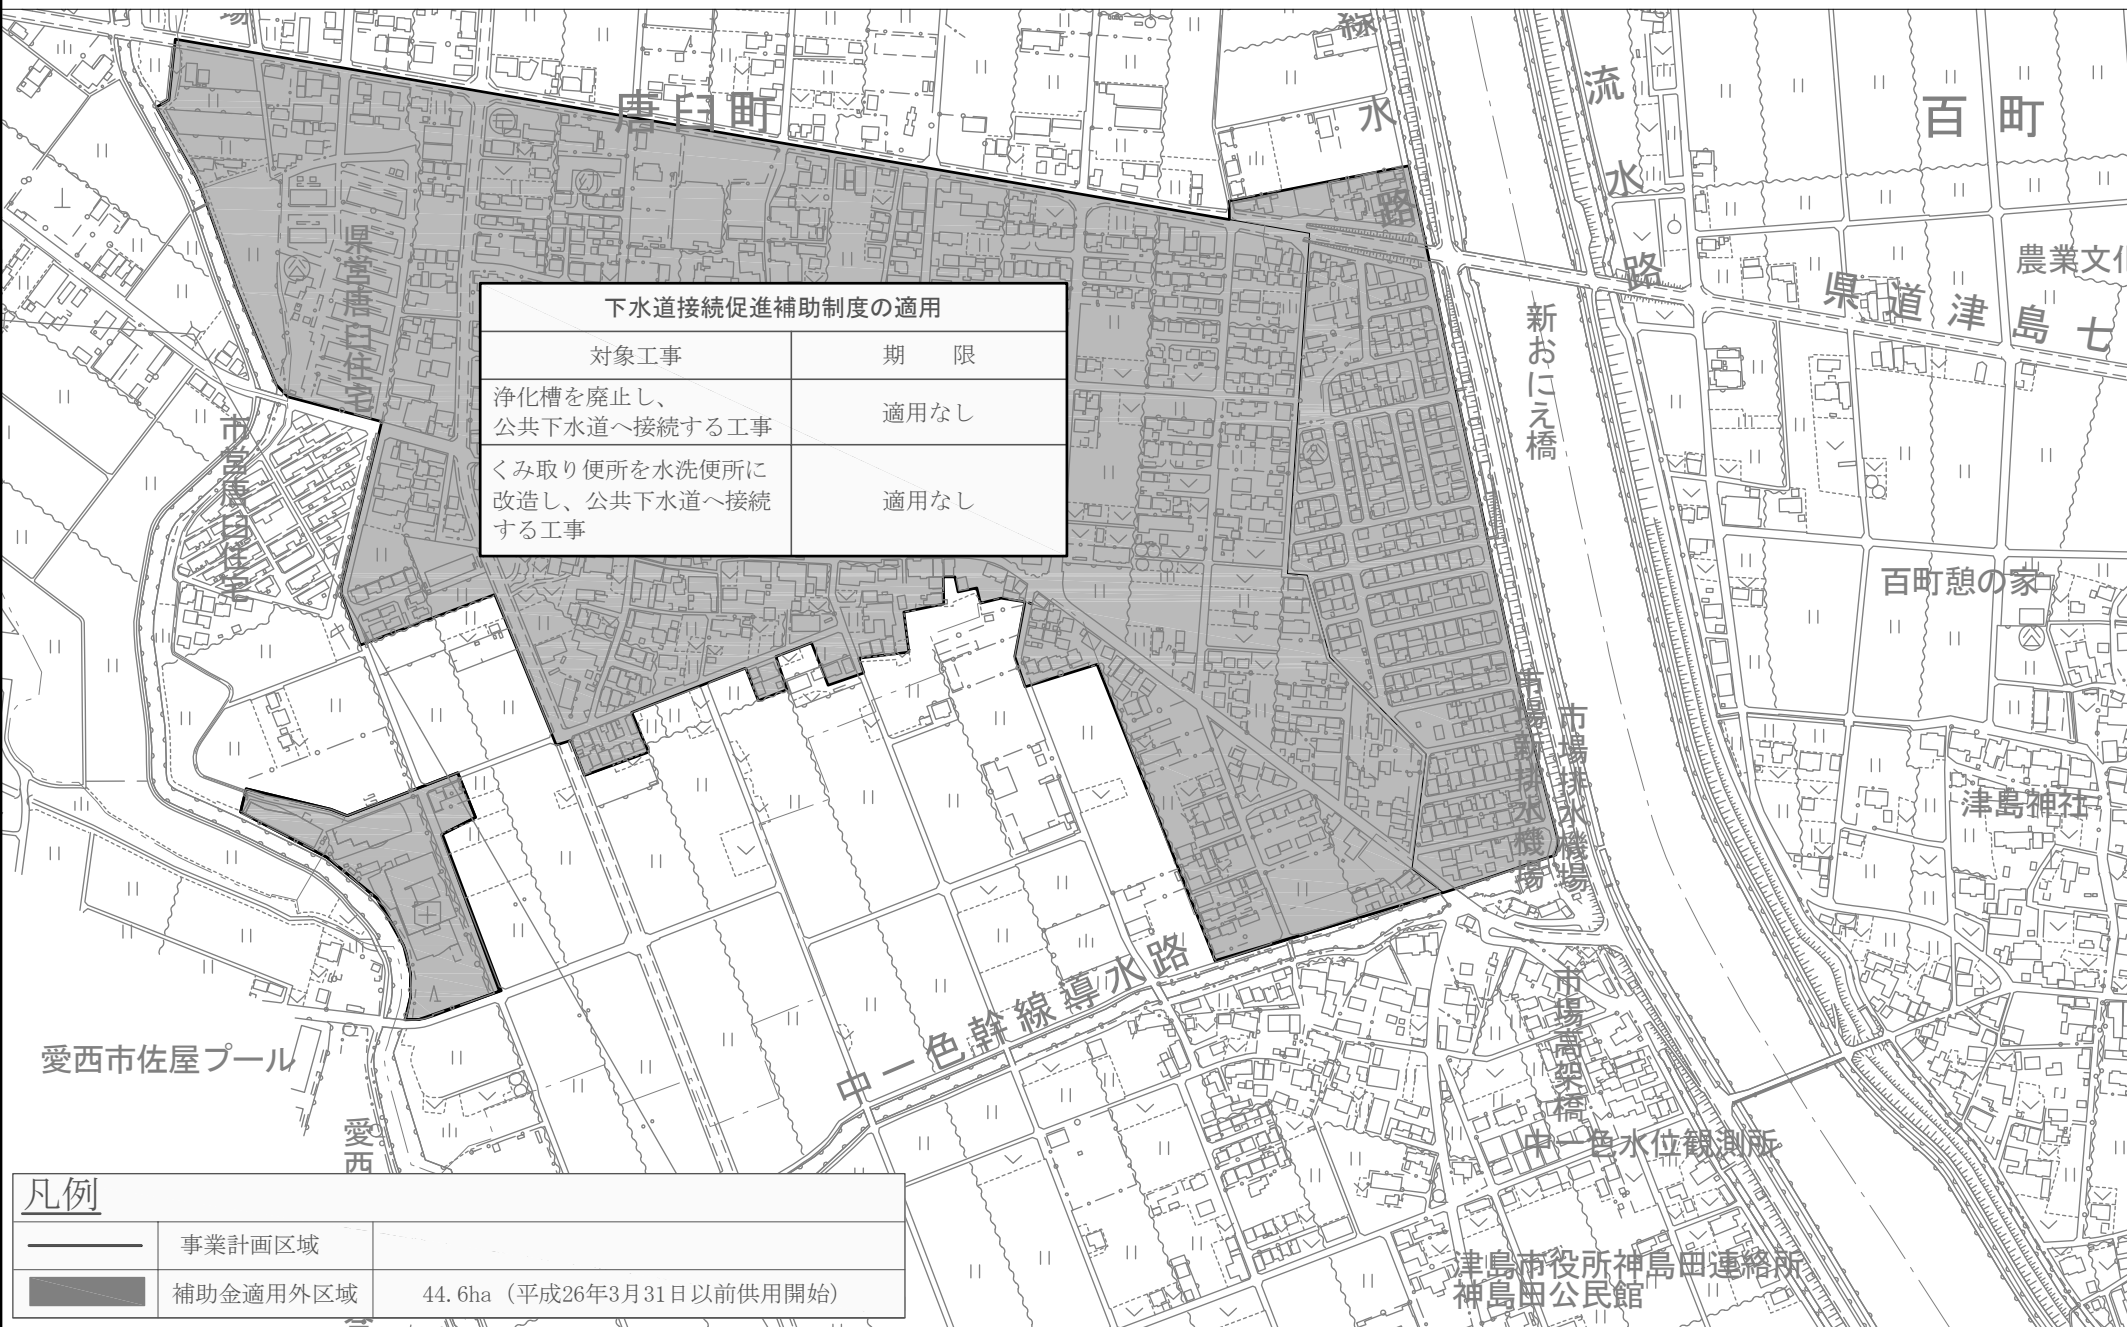 場
線
水
路
流
水
路
唐臼町
百町
農業文化
県道津島七
新おにえ橋
県営唐臼住宅
市営唐臼住宅
下水道接続促進補助制度の適用
対象工事 期　限
浄化槽を廃止し、
公共下水道へ接続する工事
適用なし
くみ取り便所を水洗便所に
改造し、公共下水道へ接続
する工事
適用なし
百町憩の家
市場新排水機場
市場排水機場
津島神社
中一色幹線導水路
市場高架橋
愛西市佐屋プール
愛西
中一色水位観測所
津島市役所神島田連絡所
神島田公民館
凡例
事業計画区域
補助金適用外区域 44.6ha（平成26年3月31日以前供用開始）